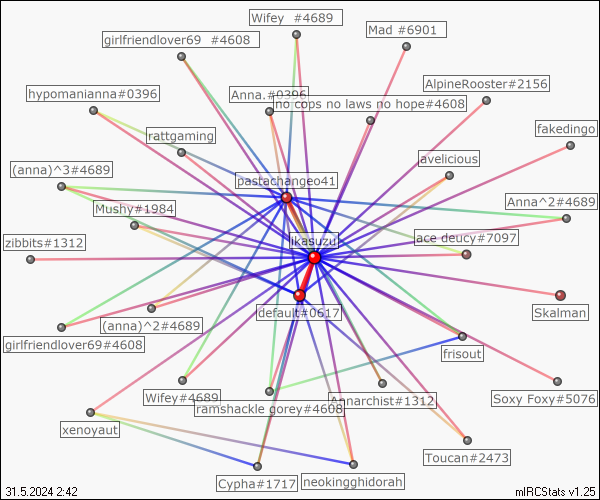 Wifey #4689
Mad #6901
girlfriendlover69 #4608
AlpineRooster#2156
hypomanianna#0396
Anna.#0396
no cops no laws no hope#4608
fakedingo
rattgaming
avelicious
(anna)^3#4689
pastachangeo41
Anna^2#4689
Mushy#1984
ace deucy#7097
zibbits#1312
ikasuzu
Skalman
default#0617
(anna)^2#4689
girlfriendlover69#4608
frisout
Wifey#4689
Annarchist#1312
Soxy Foxy#5076
ramshackle gorey#4608
xenoyaut
Toucan#2473
Cypha#1717
neokingghidorah
31.5.2024 2:42
mIRCStats v1.25